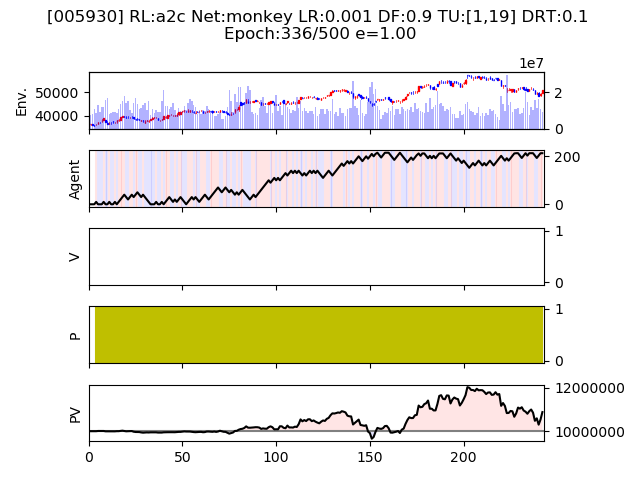 [005930] RL:a2c Net:monkey LR:0.001 DF:0.9 TU:[1,19] DRT:0.1
Epoch:336/500 e=1.00
1e7
Env.
50000
40000
2
0
Agent
200
0
V
1
0
P
1
0
PV
12000000
10000000
0
50
100
150
200